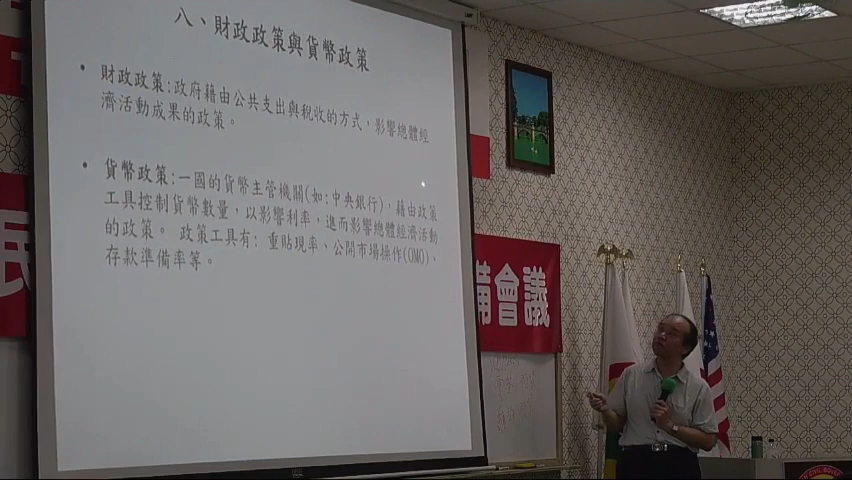 八、財政政策與貨幣政策
• 財政政策:政府藉由公共支出與稅收的方式，影響總體經
濟活動成果的政策。
• 貨幣政策:一國的貨幣主管機關(如:中央銀行)，藉由政策
工具控制貨幣數量，以影響利率，進而影響總體經濟活動
的政策。 政策工具有: 重貼現率、公開市場操作(OMO)、
存款準備率等。
民
備會議